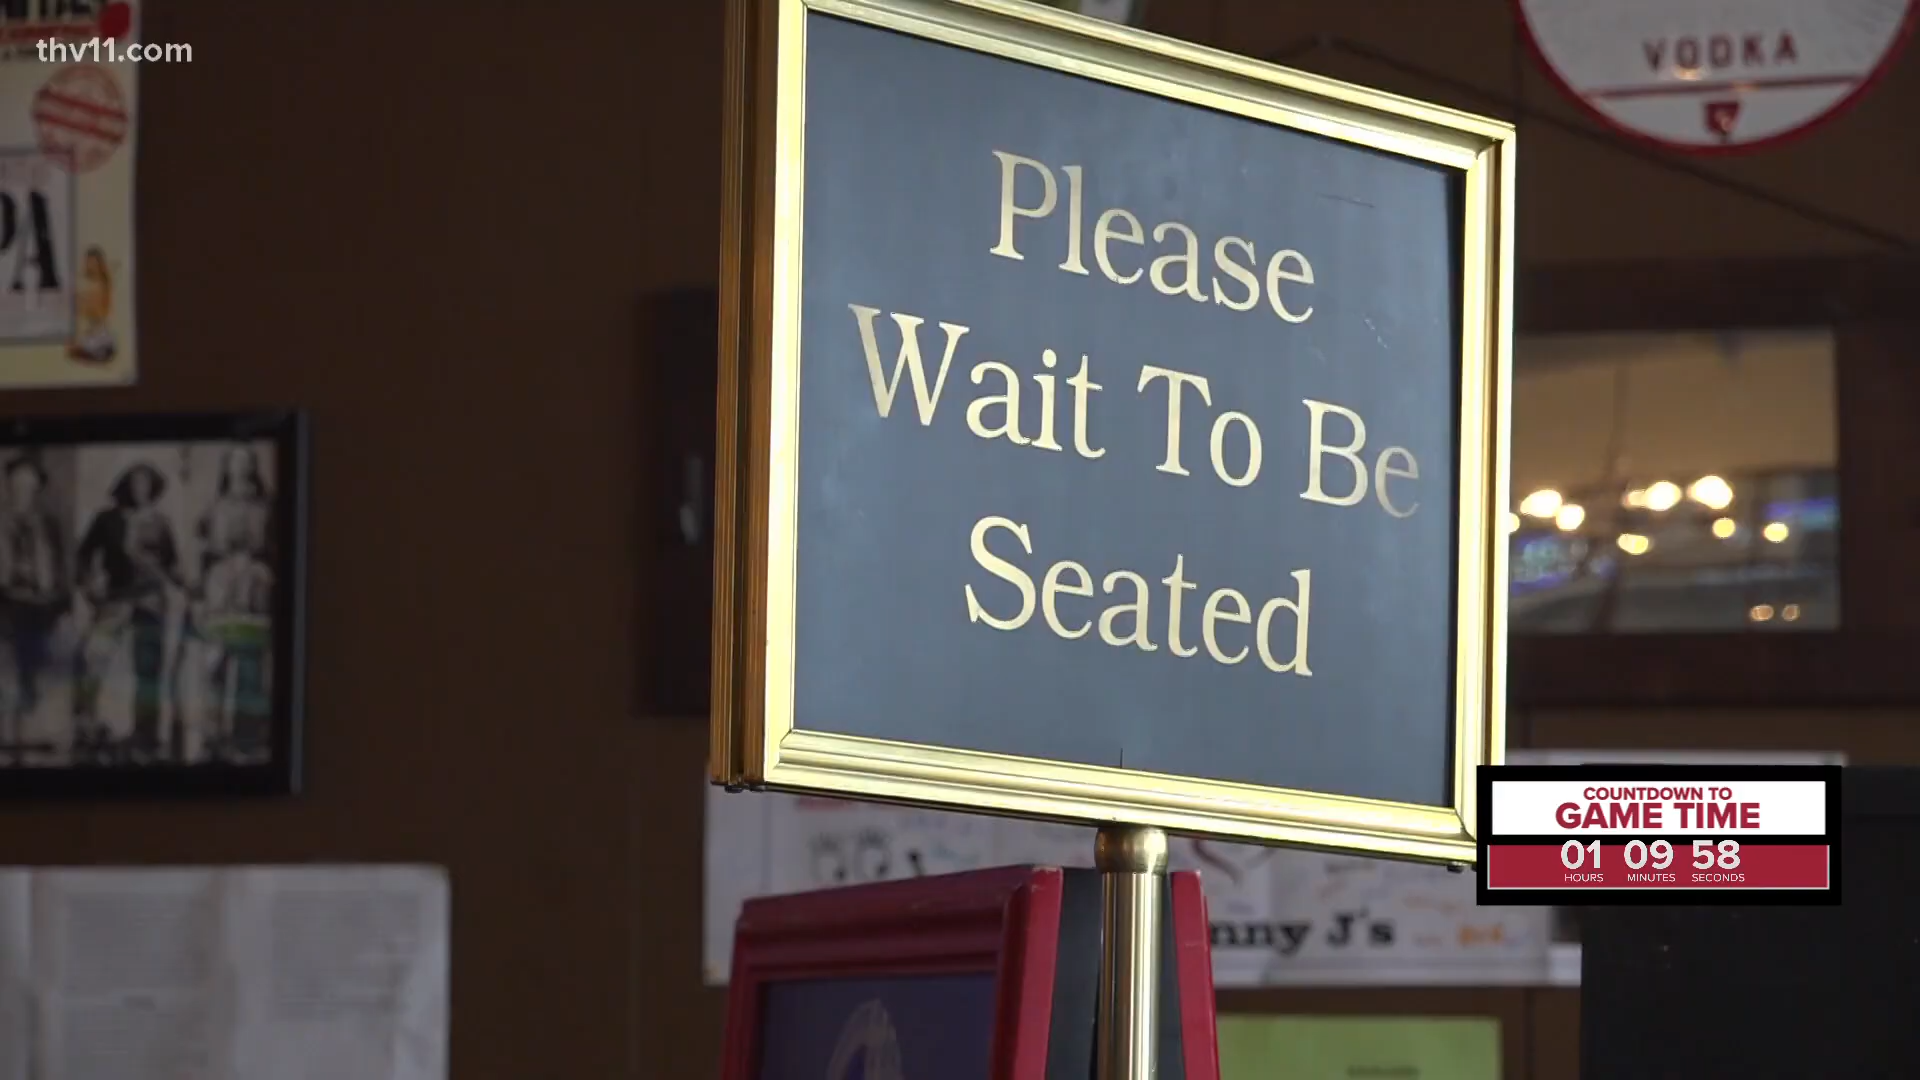 thv11.com
VODKA
PA
Please
Wait To Be
Seated
COUNTDOWN TO
GAME TIME
01 09 58
HOURS MINUTES SECONDS
nny J's